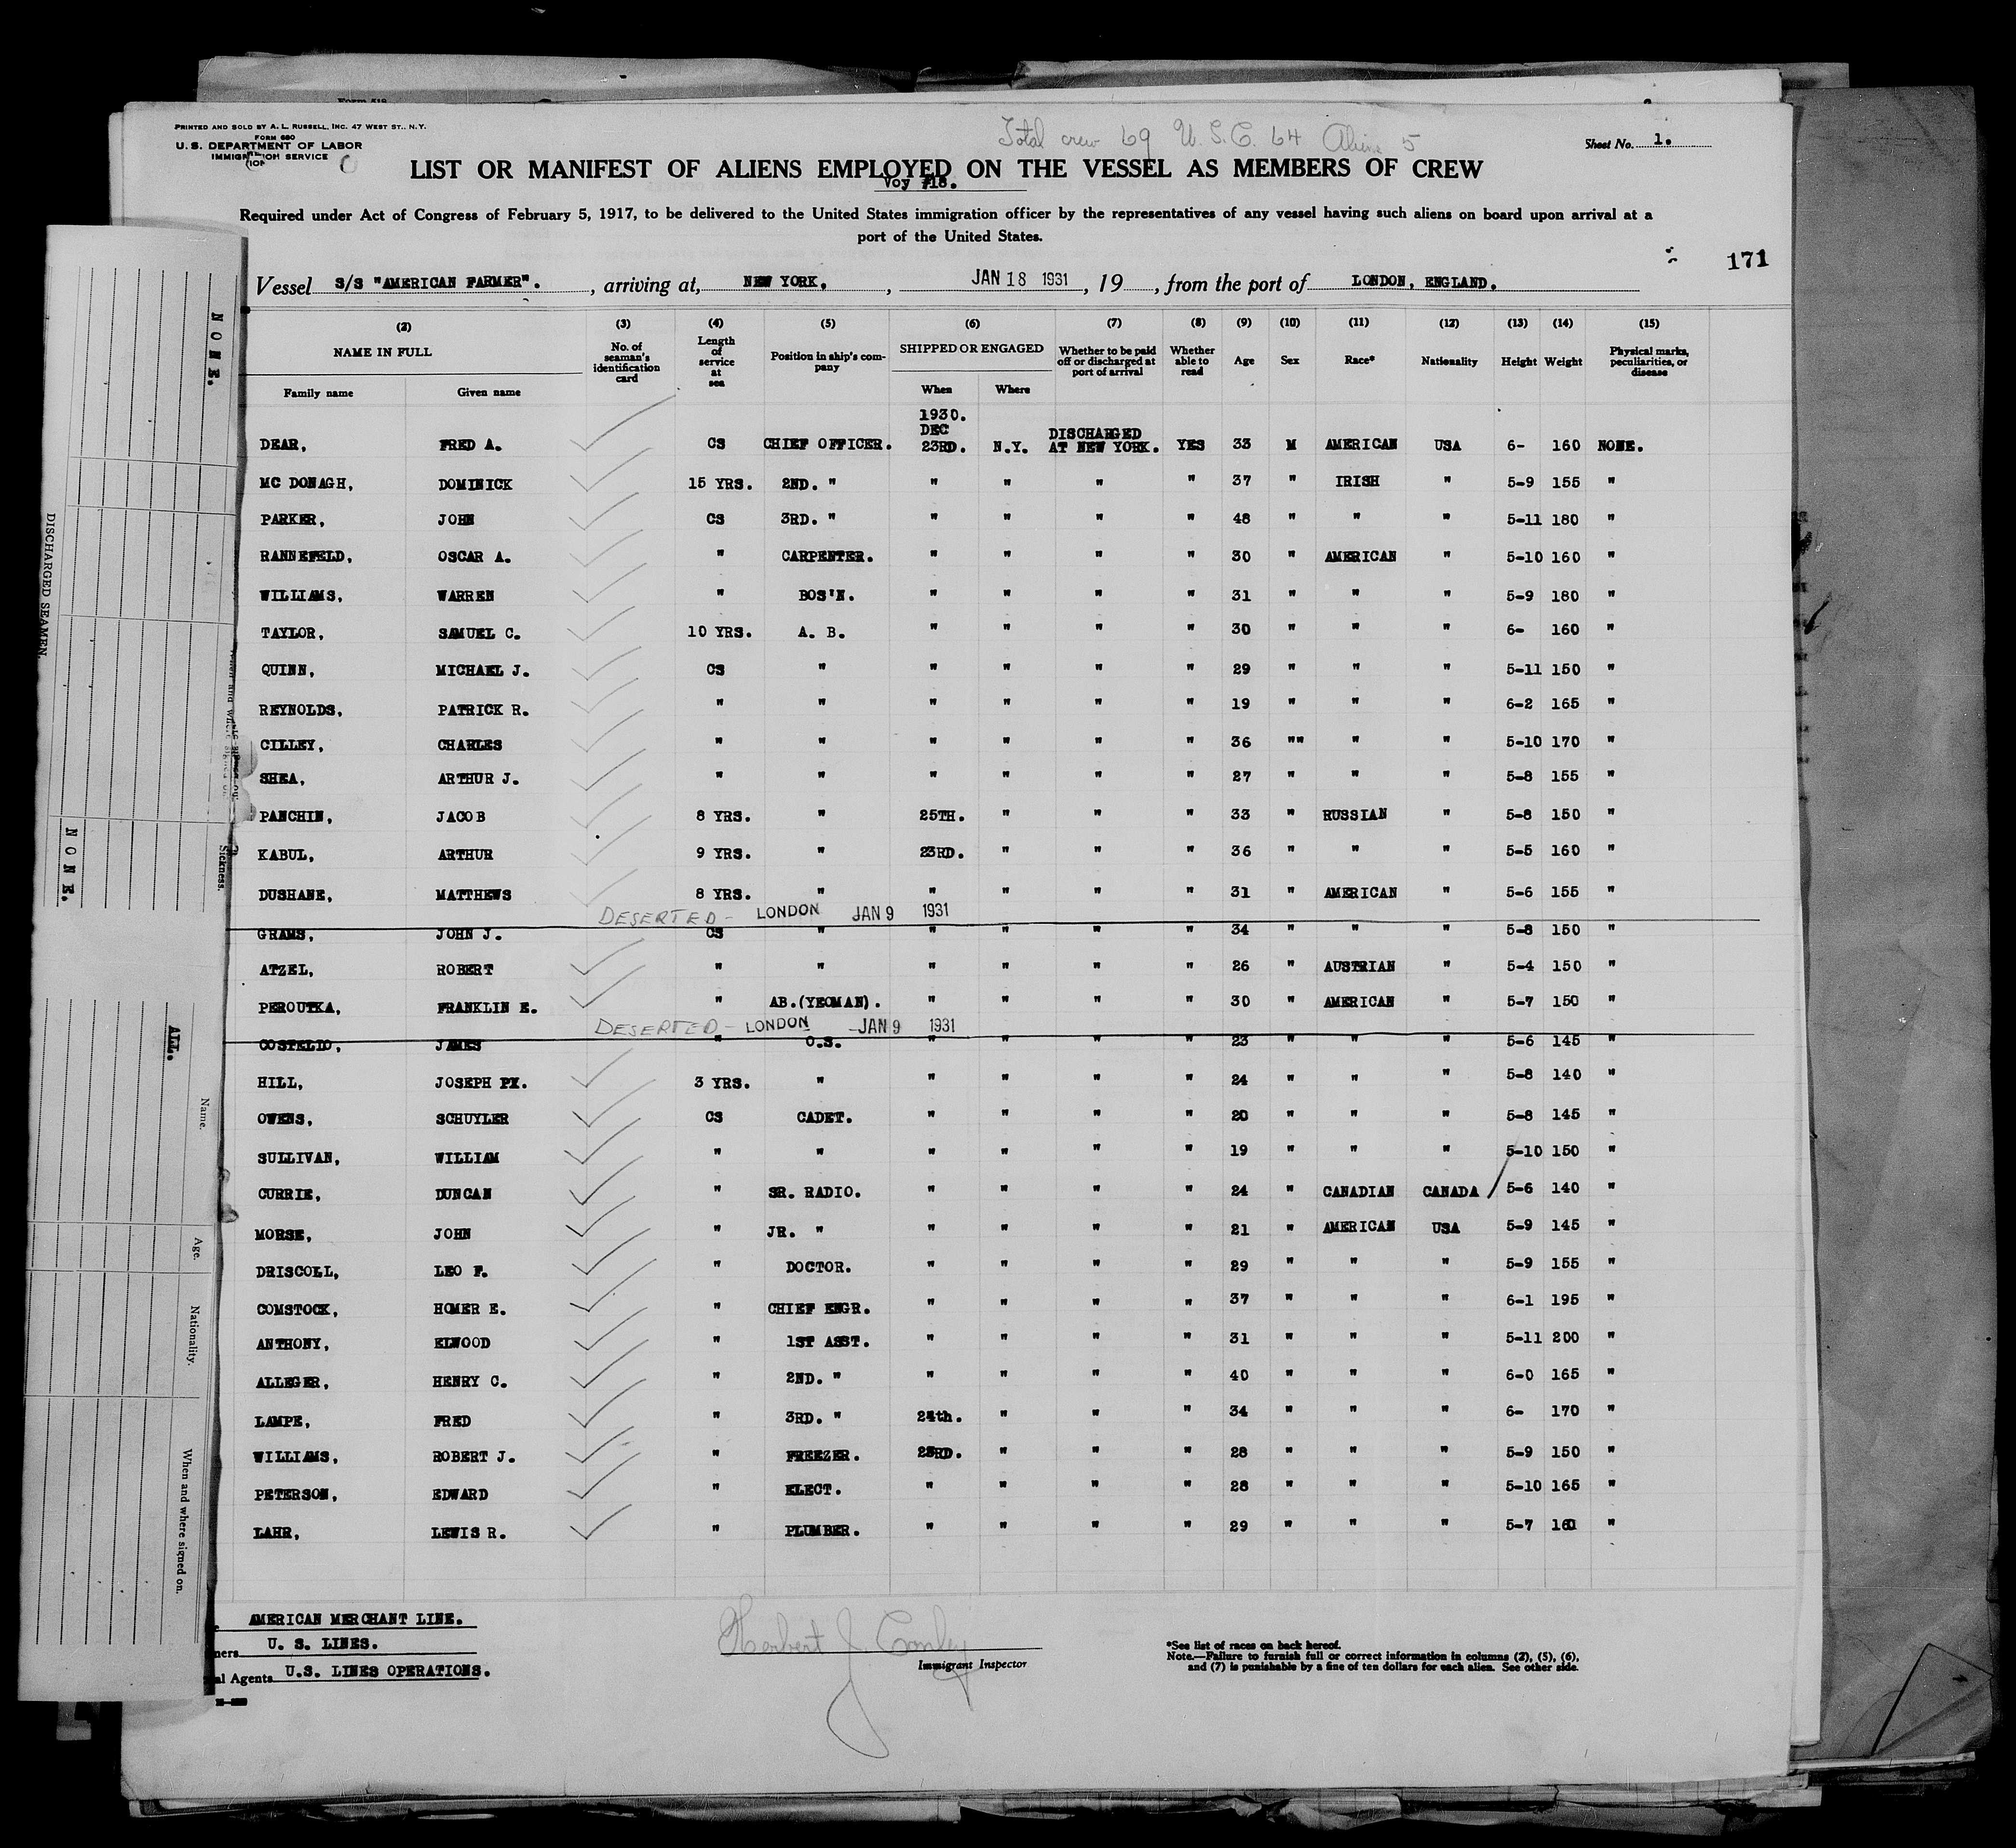 PRINTED AND SOLD BY A. L. RUSSELL, INC. 47 WEST ST., N.Y.
FORM 680
U. S. DEPARTMENT OF LABOR
IMMIGRATION SERVICE
Total crew 69 U.S.C. 64 Aliens 5
Sheet No. 1.
LIST OR MANIFEST OF ALIENS EMPLOYED ON THE VESSEL AS MEMBERS OF CREW
Voy #18.
Required under Act of Congress of February 5, 1917, to be delivered to the United States immigration officer by the representatives of any vessel having such aliens on board upon arrival at a
port of the United States.
171
Vessel S/S "AMERICAN FARMER". , arriving at, NEW YORK, , JAN 18 1931 , 19 , from the port of LONDON, ENGLAND.
(2) (3) (4) (5) (6) (7) (8) (9) (10) (11) (12) (13) (14) (15)
NAME IN FULL No. of seaman's identification card Length of service at sea Position in ship's company SHIPPED OR ENGAGED Whether to be paid off or discharged at port of arrival Whether able to read Age Sex Race* Nationality Height Weight Physical marks, peculiarities, or disease
Family name Given name When Where
1930.
DEC DISCHARGED
DEAR, FRED A. CS CHIEF OFFICER. 23RD. N.Y. AT NEW YORK. YES 33 M AMERICAN USA 6- 160 NONE.
MC DONAGH, DOMINICK 15 YRS. 2ND. " " " " " 37 " IRISH " 5-9 155 "
PARKER, JOHN CS 3RD. " " " " " 48 " " " 5-11 180 "
RANNEFELD, OSCAR A. " CARPENTER. " " " " 30 " AMERICAN " 5-10 160 "
WILLIAMS, WARREN " BOS'N. " " " " 31 " " " 5-9 180 "
TAYLOR, SAMUEL C. 10 YRS. A. B. " " " " 30 " " " 6- 160 "
QUINN, MICHAEL J. CS " " " " " 29 " " " 5-11 150 "
REYNOLDS, PATRICK R. " " " " " " 19 " " " 6-2 165 "
CILLEY, CHARLES " " " " " " 36 "" " " 5-10 170 "
SHEA, ARTHUR J. " " " " " " 27 " " " 5-8 155 "
PANCHIN, JACOB 8 YRS. " 25TH. " " " 33 " RUSSIAN " 5-8 150 "
KABUL, ARTHUR 9 YRS. " 23RD. " " " 36 " " " 5-5 160 "
DUSHANE, MATTHEWS 8 YRS. " " " " " 31 " AMERICAN " 5-6 155 "
DESERTED - LONDON JAN 9 1931
GRAMS, JOHN J. CS " " " " " 34 " " " 5-8 150 "
ATZEL, ROBERT " " " " " " 26 " AUSTRIAN " 5-4 150 "
PEROUTKA, FRANKLIN E. " AB.(YEOMAN). " " " " 30 " AMERICAN " 5-7 150 "
DESERTED - LONDON JAN 9 1931
COSTELLO, JAMES " O.S. " " " " 23 " " " 5-6 145 "
HILL, JOSEPH 3 YRS. " " " " " 24 " " " 5-8 140 "
OWENS, SCHUYLER CS CADET. " " " " 20 " " " 5-8 145 "
SULLIVAN, WILLIAM " " " " " " 19 " " " 5-10 150 "
CURRIE, DUNCAN " SR. RADIO. " " " " 24 " CANADIAN CANADA 5-6 140 "
MORSE, JOHN " JR. " " " " " 21 " AMERICAN USA 5-9 145 "
DRISCOLL, LEO F. " DOCTOR. " " " " 29 " " " 5-9 155 "
COMSTOCK, HOMER E. " CHIEF ENGR. " " " " 37 " " " 6-1 195 "
ANTHONY, ELWOOD " 1ST ASST. " " " " 31 " " " 5-11 200 "
ALLEGER, HENRY C. " 2ND. " " " " " 40 " " " 6-0 165 "
LAMPE, FRED " 3RD. " 24th. " " " 34 " " " 6- 170 "
WILLIAMS, ROBERT J. " FREEZER. 23RD. " " " 28 " " " 5-9 150 "
PETERSON, EDWARD " ELECT. " " " " 28 " " " 5-10 165 "
LAHR, LEWIS R. " PLUMBER. " " " " 29 " " " 5-7 160 "
AMERICAN MERCHANT LINE.
ners U. S. LINES.
al Agents U.S. LINES OPERATIONS.
Herbert J. Conley
Immigrant Inspector
*See list of races on back hereof.
Note.—Failure to furnish full or correct information in columns (2), (5), (6),
and (7) is punishable by a fine of ten dollars for each alien. See other side.
NONE.
DISCHARGED SEAMEN.
Sickness.
NONE.
ALL.
Name.
Age.
Nationality.
When and where signed on.